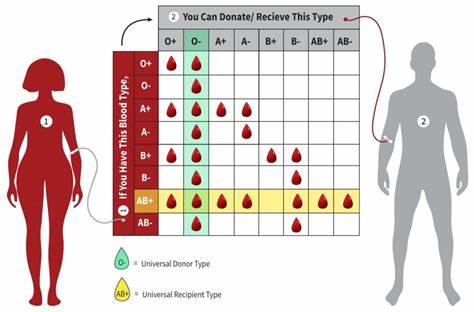 2 You Can Donate/ Recieve This Type
O+ O- A+ A- B+ B- AB+ AB-
1 If You Have This Blood Type,
O+
O-
A+
A-
B+
B-
AB+
AB-
1
2
O- = Universal Donor Type
AB+ = Universal Recipient Type